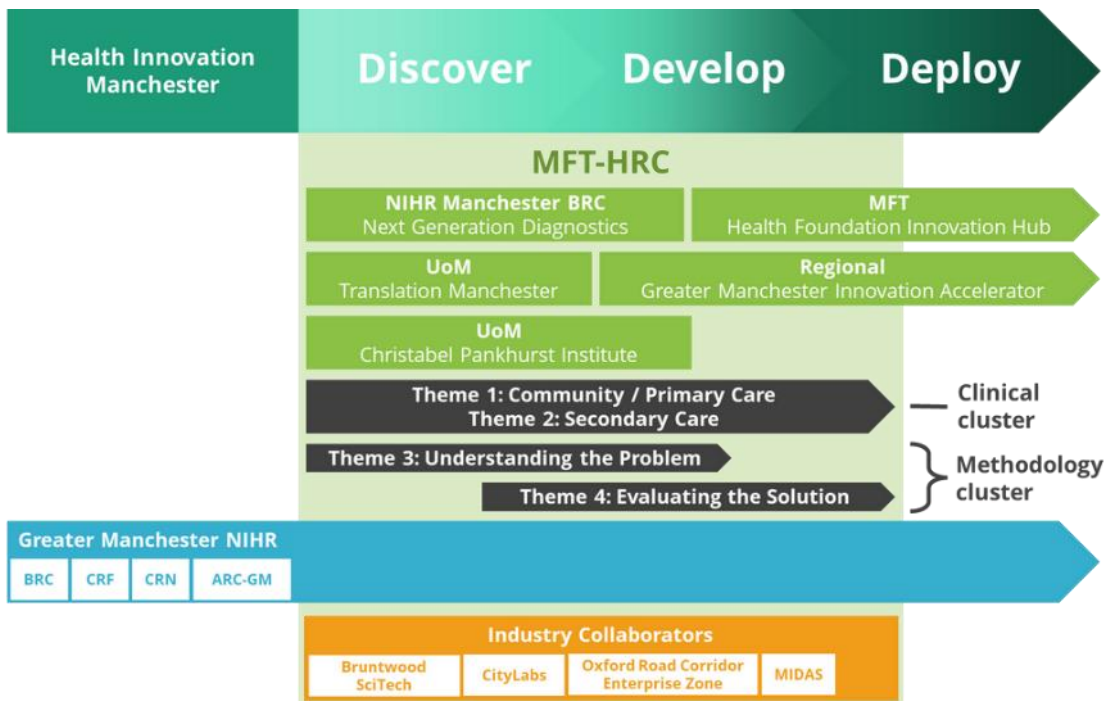 Health Innovation
Manchester
Discover
Develop
Deploy
MFT-HRC
NIHR Manchester BRC
Next Generation Diagnostics
MFT
Health Foundation Innovation Hub
UoM
Translation Manchester
Regional
Greater Manchester Innovation Accelerator
UoM
Christabel Pankhurst Institute
Theme 1: Community / Primary Care
Theme 2: Secondary Care
Clinical
cluster
Theme 3: Understanding the Problem
Theme 4: Evaluating the Solution
Methodology
cluster
Greater Manchester NIHR
BRC
CRF
CRN
ARC-GM
Industry Collaborators
Bruntwood
SciTech
CityLabs
Oxford Road Corridor
Enterprise Zone
MIDAS